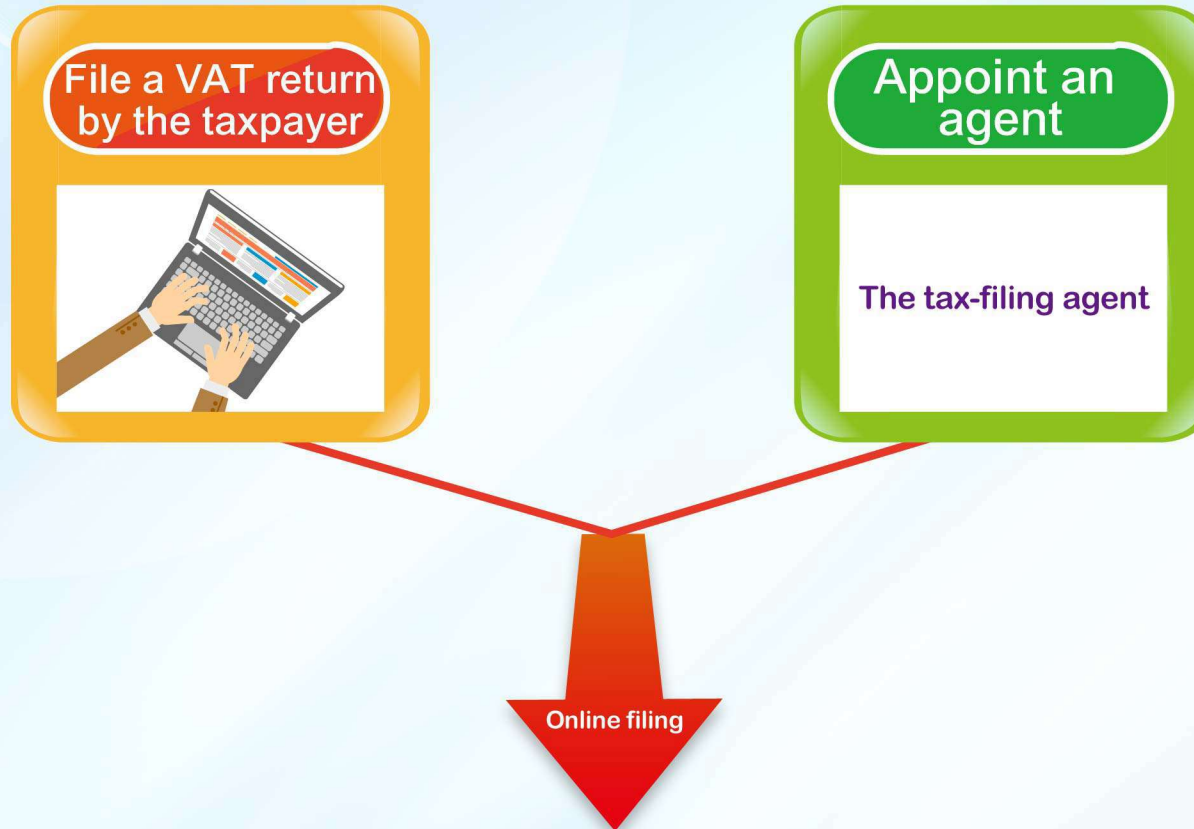 File a VAT return
by the taxpayer
Appoint an
agent
The tax-filing agent
Online filing